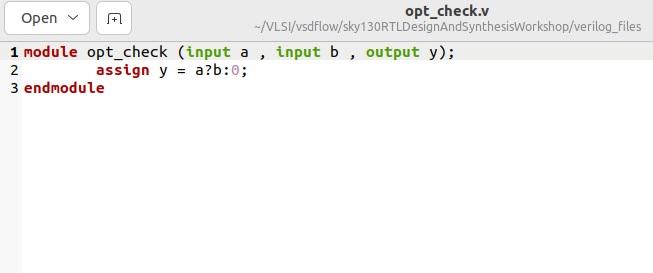 Open
opt_check.v
~/VLSI/vsdflow/sky130RTLDesignAndSynthesisWorkshop/verilog_files
1 module opt_check (input a , input b , output y);
2 assign y = a?b:0;
3 endmodule